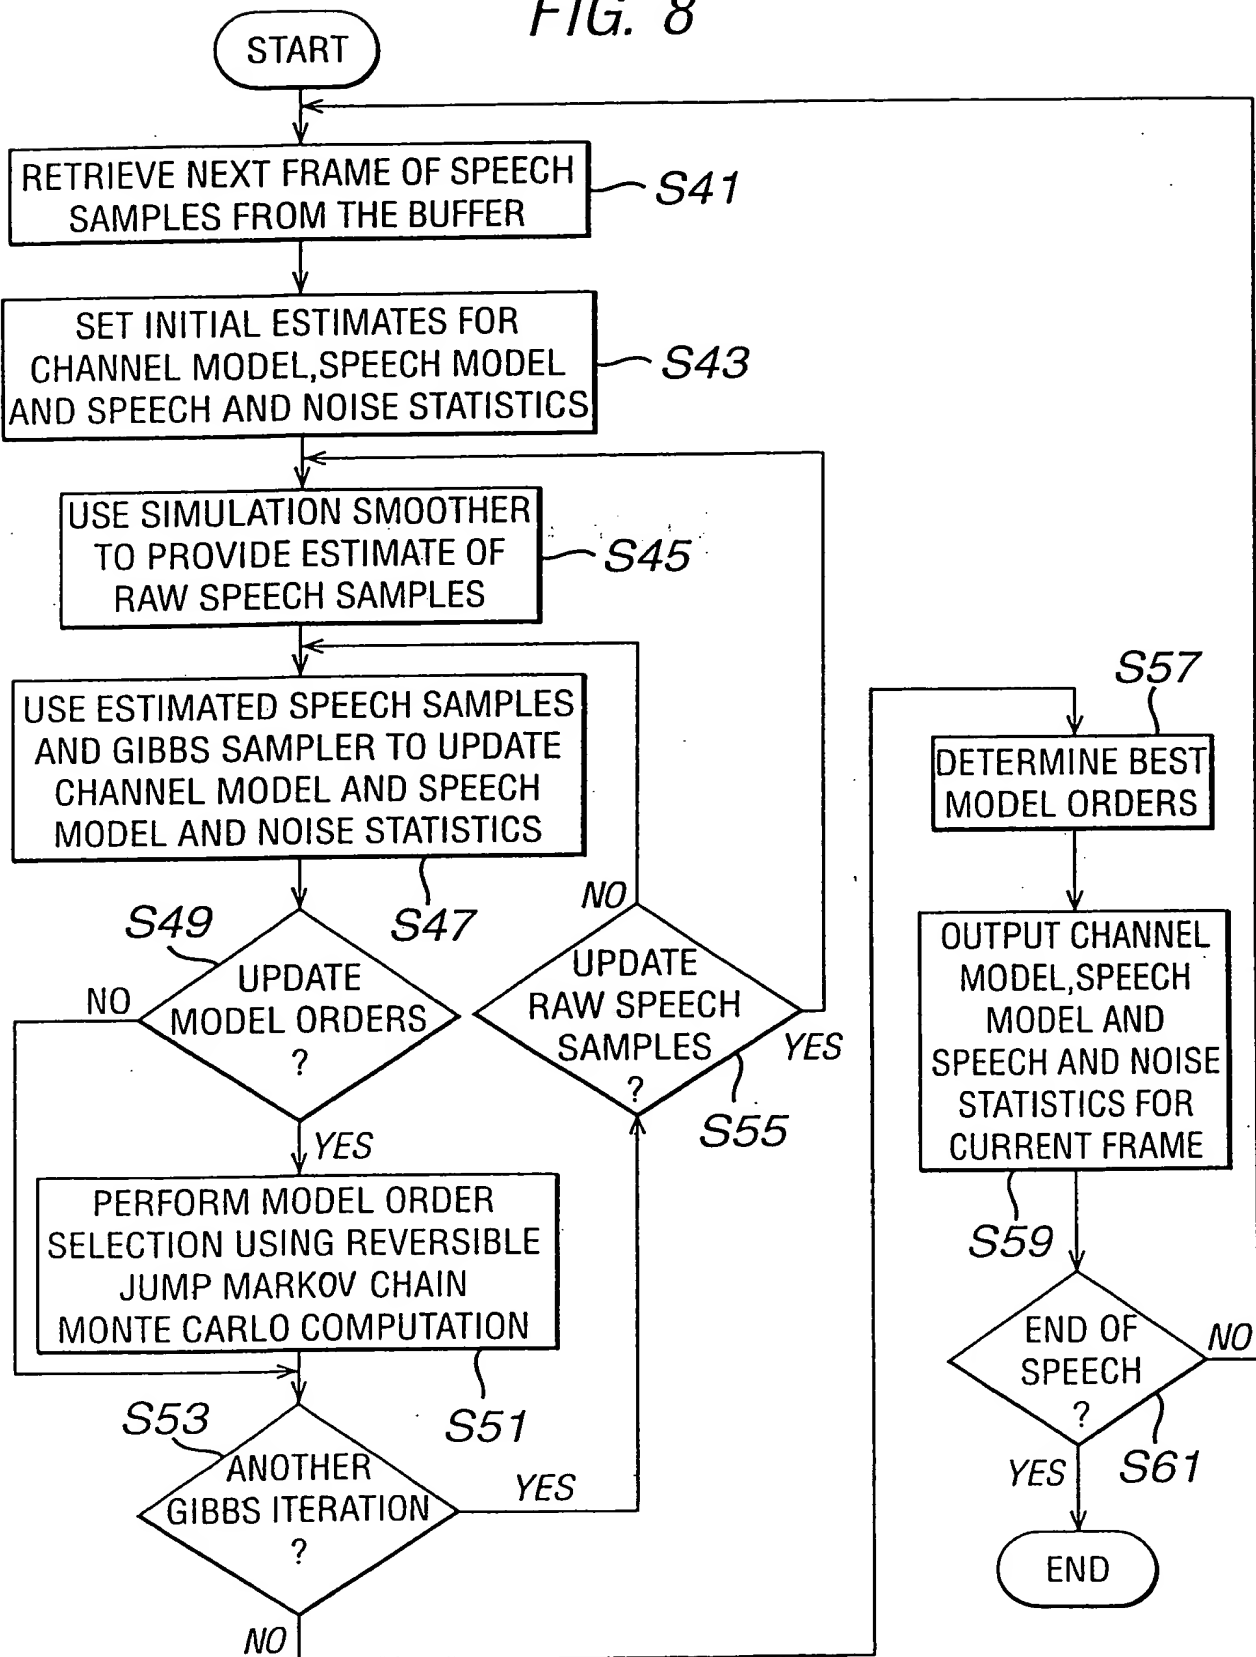 FIG. 8
START
RETRIEVE NEXT FRAME OF SPEECH
SAMPLES FROM THE BUFFER
S41
SET INITIAL ESTIMATES FOR
CHANNEL MODEL,SPEECH MODEL
AND SPEECH AND NOISE STATISTICS
S43
USE SIMULATION SMOOTHER
TO PROVIDE ESTIMATE OF
RAW SPEECH SAMPLES
S45
USE ESTIMATED SPEECH SAMPLES
AND GIBBS SAMPLER TO UPDATE
CHANNEL MODEL AND SPEECH
MODEL AND NOISE STATISTICS
S47
S49
UPDATE
MODEL ORDERS
?
NO
YES
PERFORM MODEL ORDER
SELECTION USING REVERSIBLE
JUMP MARKOV CHAIN
MONTE CARLO COMPUTATION
S51
S53
ANOTHER
GIBBS ITERATION
?
YES
NO
NO
UPDATE
RAW SPEECH
SAMPLES
?
YES
S55
S57
DETERMINE BEST
MODEL ORDERS
OUTPUT CHANNEL
MODEL,SPEECH
MODEL AND
SPEECH AND NOISE
STATISTICS FOR
CURRENT FRAME
S59
END OF
SPEECH
?
NO
S61
YES
END